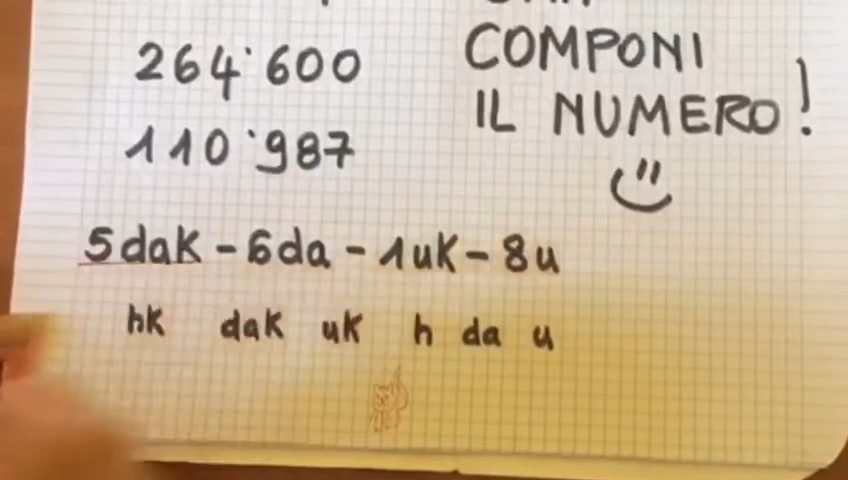 264˙600
110˙987
COMPONI
IL NUMERO!
5dak - 6da - 1uk - 8u
hk dak uk h da u